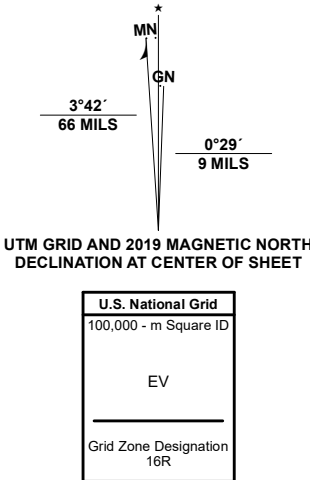 ★
MN
GN
3°42´
66 MILS
0°29´
9 MILS
UTM GRID AND 2019 MAGNETIC NORTH
DECLINATION AT CENTER OF SHEET
U.S. National Grid
100,000 - m Square ID
EV
Grid Zone Designation
16R